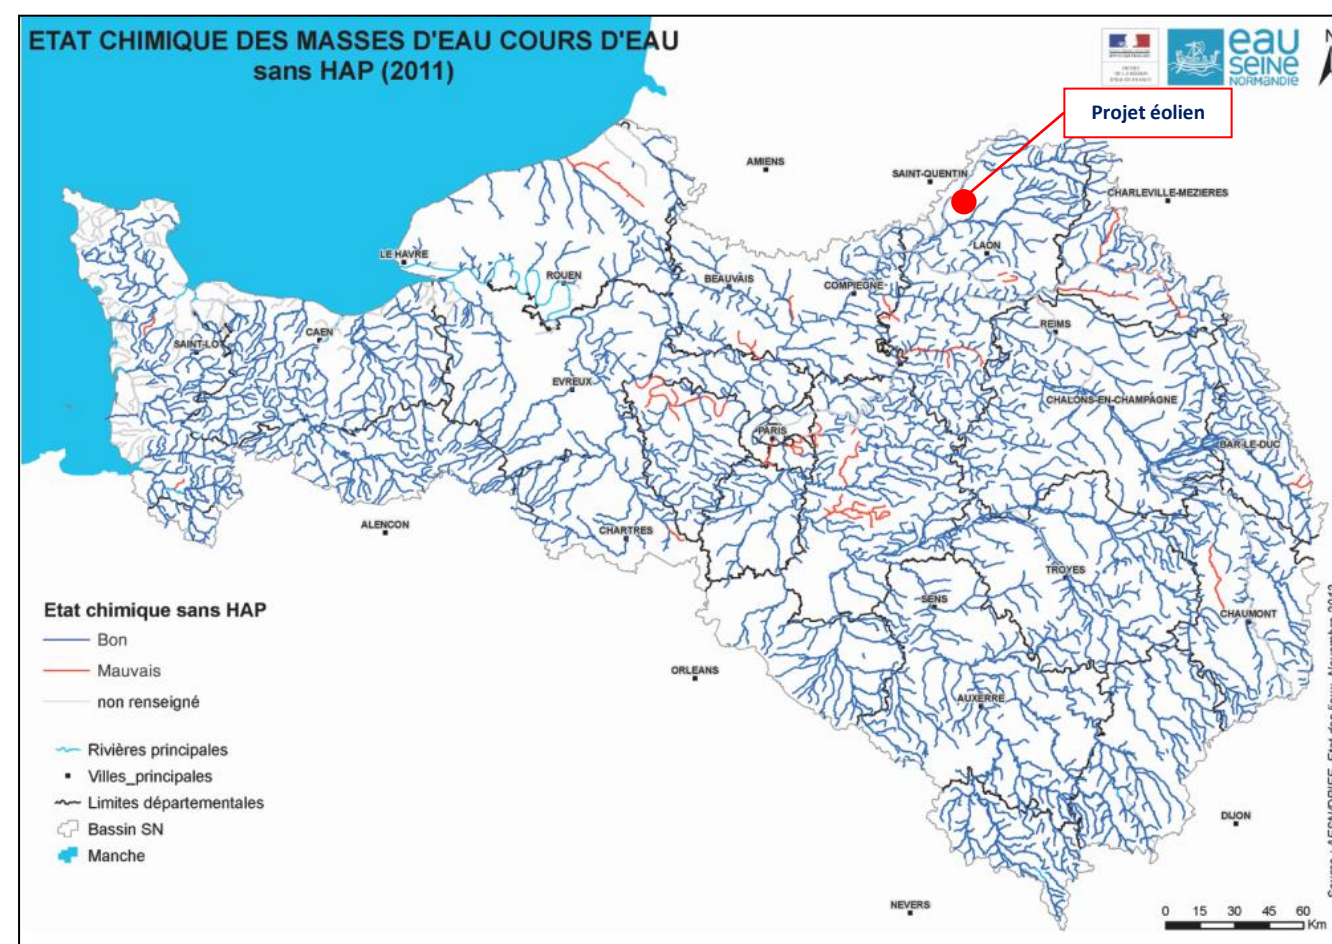 ETAT CHIMIQUE DES MASSES D'EAU COURS D'EAU
sans HAP (2011)
eau
SEINE
NORMANDIE
N
Projet éolien
AMIENS
SAINT-QUENTIN
CHARLEVILLE-MEZIERES
LE HAVRE
ROUEN
BEAUVAIS
COMPIEGNE
LAON
CAEN
SAINT-LO
REIMS
EVREUX
CHALONS-EN-CHAMPAGNE
PARIS
BAR-LE-DUC
ALENCON
CHARTRES
TROYES
SENS
CHAUMONT
ORLEANS
AUXERRE
DIJON
NEVERS
Etat chimique sans HAP
Bon
Mauvais
non renseigné
Rivières principales
Villes_principales
Limites départementales
Bassin SN
Manche
0 15 30 45 60
Km